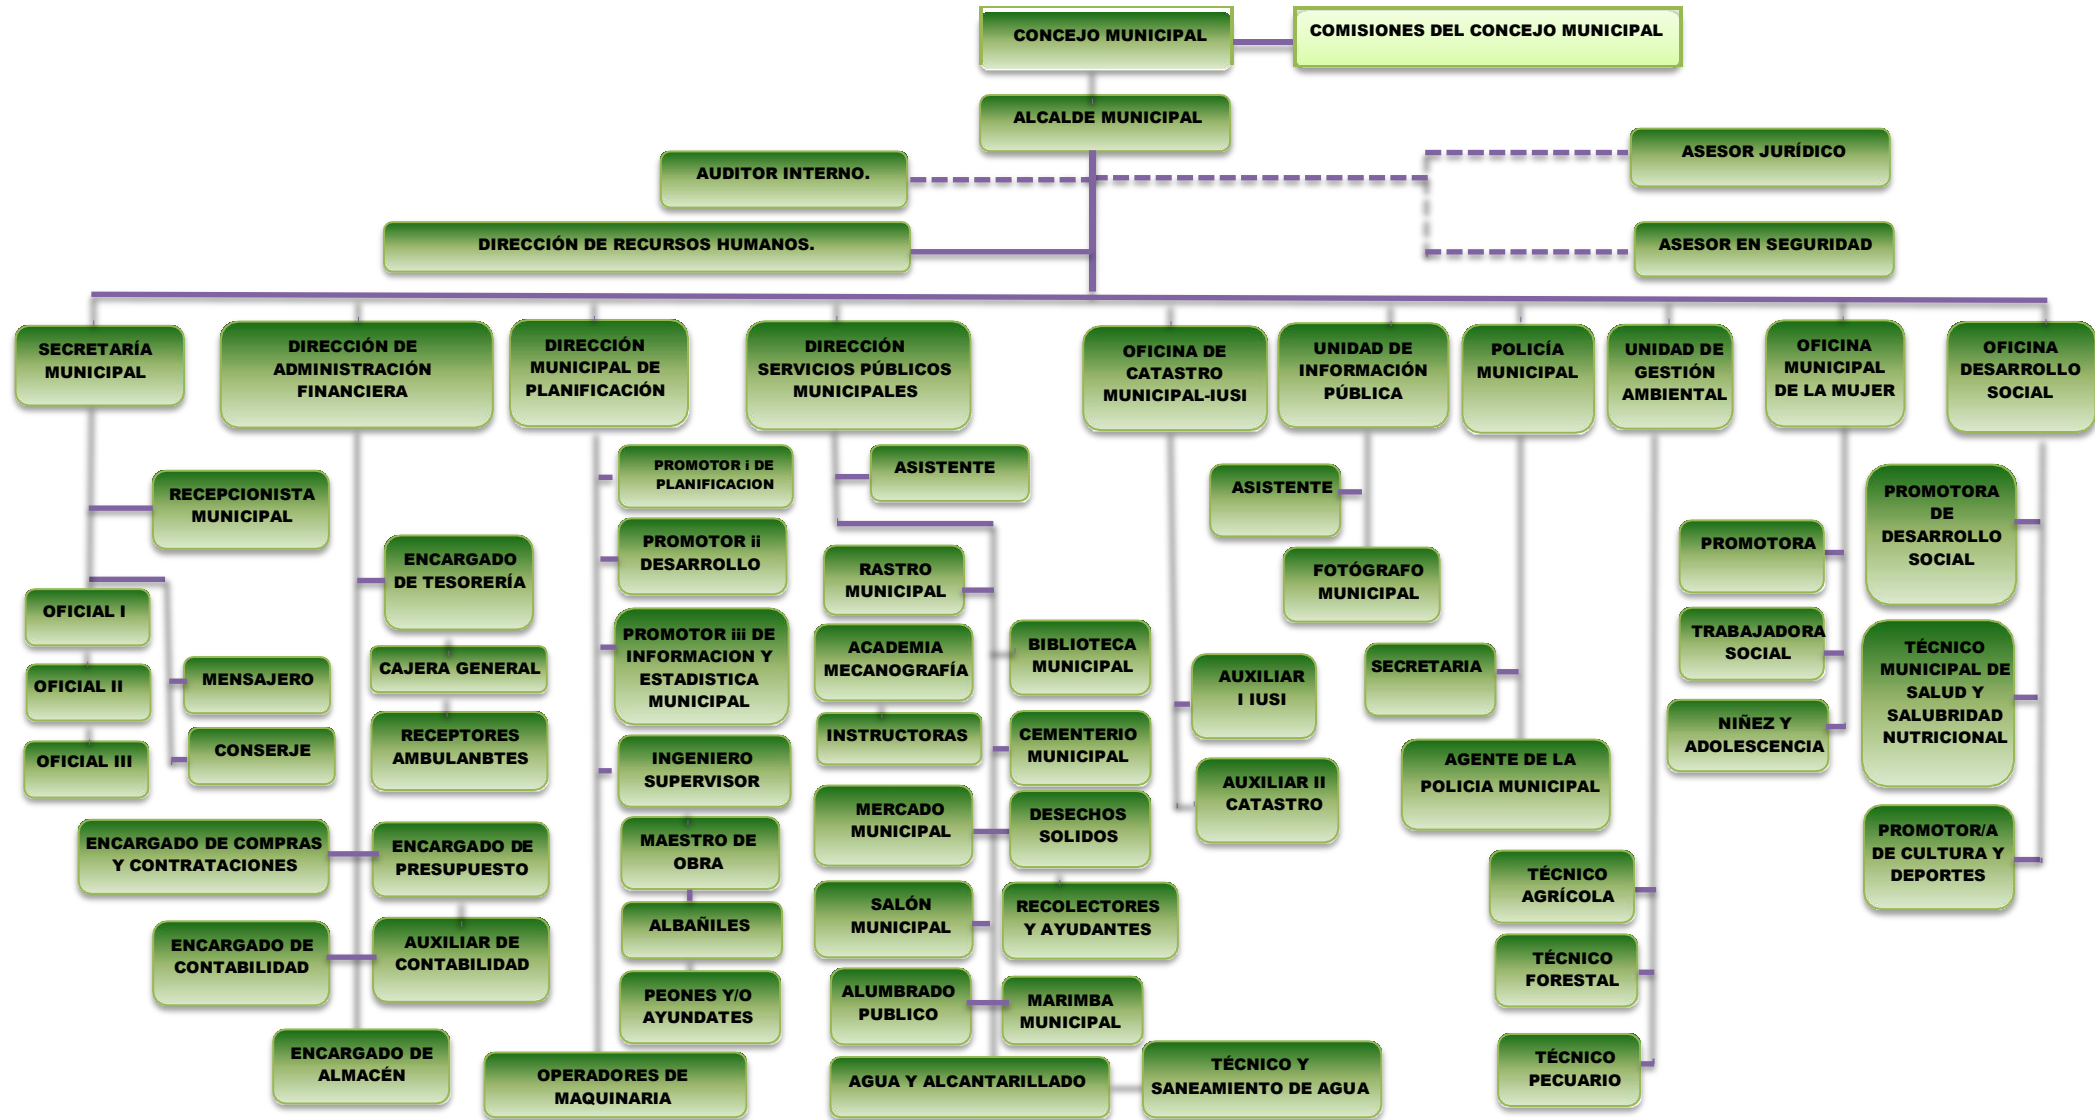 CONCEJO MUNICIPAL
COMISIONES DEL CONCEJO MUNICIPAL
ALCALDE MUNICIPAL
AUDITOR INTERNO.
ASESOR JURÍDICO
DIRECCIÓN DE RECURSOS HUMANOS.
ASESOR EN SEGURIDAD
SECRETARÍA
MUNICIPAL
DIRECCIÓN DE
ADMINISTRACIÓN
FINANCIERA
DIRECCIÓN
MUNICIPAL DE
PLANIFICACIÓN
DIRECCIÓN
SERVICIOS PÚBLICOS
MUNICIPALES
OFICINA DE
CATASTRO
MUNICIPAL-IUSI
UNIDAD DE
INFORMACIÓN
PÚBLICA
POLICÍA
MUNICIPAL
UNIDAD DE
GESTIÓN
AMBIENTAL
OFICINA
MUNICIPAL
DE LA MUJER
OFICINA
DESARROLLO
SOCIAL
RECEPCIONISTA
MUNICIPAL
OFICIAL I
OFICIAL II
OFICIAL III
MENSAJERO
CONSERJE
ENCARGADO
DE TESORERÍA
CAJERA GENERAL
RECEPTORES
AMBULANBTES
ENCARGADO DE COMPRAS
Y CONTRATACIONES
ENCARGADO DE
PRESUPUESTO
ENCARGADO DE
CONTABILIDAD
AUXILIAR DE
CONTABILIDAD
ENCARGADO DE
ALMACÉN
PROMOTOR i DE
PLANIFICACION
PROMOTOR ii
DESARROLLO
PROMOTOR iii DE
INFORMACION Y
ESTADISTICA
MUNICIPAL
INGENIERO
SUPERVISOR
MAESTRO DE
OBRA
ALBAÑILES
PEONES Y/O
AYUNDATES
OPERADORES DE
MAQUINARIA
ASISTENTE
RASTRO
MUNICIPAL
ACADEMIA
MECANOGRAFÍA
BIBLIOTECA
MUNICIPAL
INSTRUCTORAS
CEMENTERIO
MUNICIPAL
MERCADO
MUNICIPAL
DESECHOS
SOLIDOS
SALÓN
MUNICIPAL
RECOLECTORES
Y AYUDANTES
ALUMBRADO
PUBLICO
MARIMBA
MUNICIPAL
AGUA Y ALCANTARILLADO
TÉCNICO Y
SANEAMIENTO DE AGUA
AUXILIAR
I IUSI
AUXILIAR II
CATASTRO
ASISTENTE
FOTÓGRAFO
MUNICIPAL
SECRETARIA
AGENTE DE LA
POLICIA MUNICIPAL
TÉCNICO
AGRÍCOLA
TÉCNICO
FORESTAL
TÉCNICO
PECUARIO
PROMOTORA
TRABAJADORA
SOCIAL
NIÑEZ Y
ADOLESCENCIA
PROMOTORA
DE
DESARROLLO
SOCIAL
TÉCNICO
MUNICIPAL DE
SALUD Y
SALUBRIDAD
NUTRICIONAL
PROMOTOR/A
DE CULTURA Y
DEPORTES